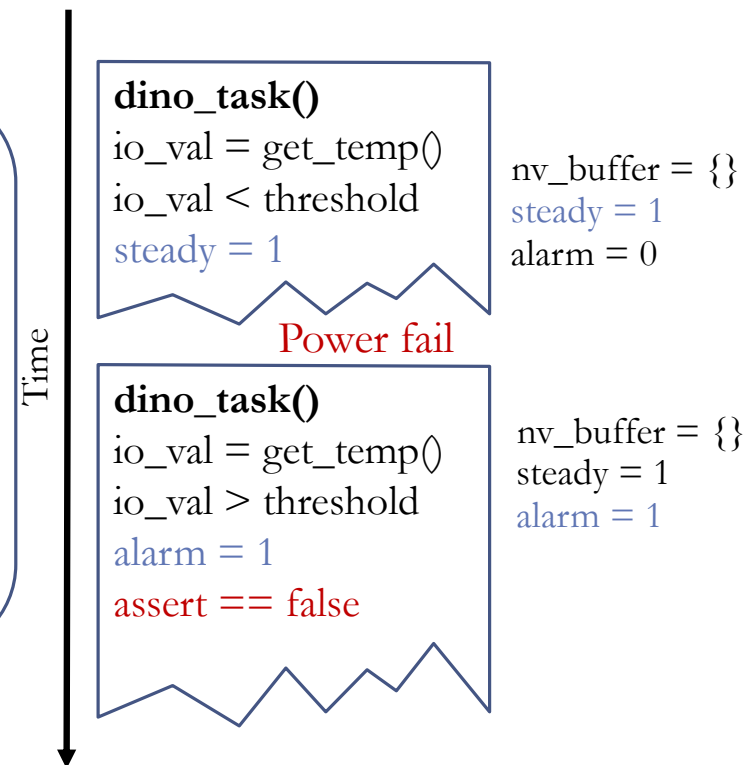 Time
dino_task()
io_val = get_temp()
io_val < threshold
steady = 1
nv_buffer = {}
steady = 1
alarm = 0
Power fail
dino_task()
io_val = get_temp()
io_val > threshold
alarm = 1
assert == false
nv_buffer = {}
steady = 1
alarm = 1